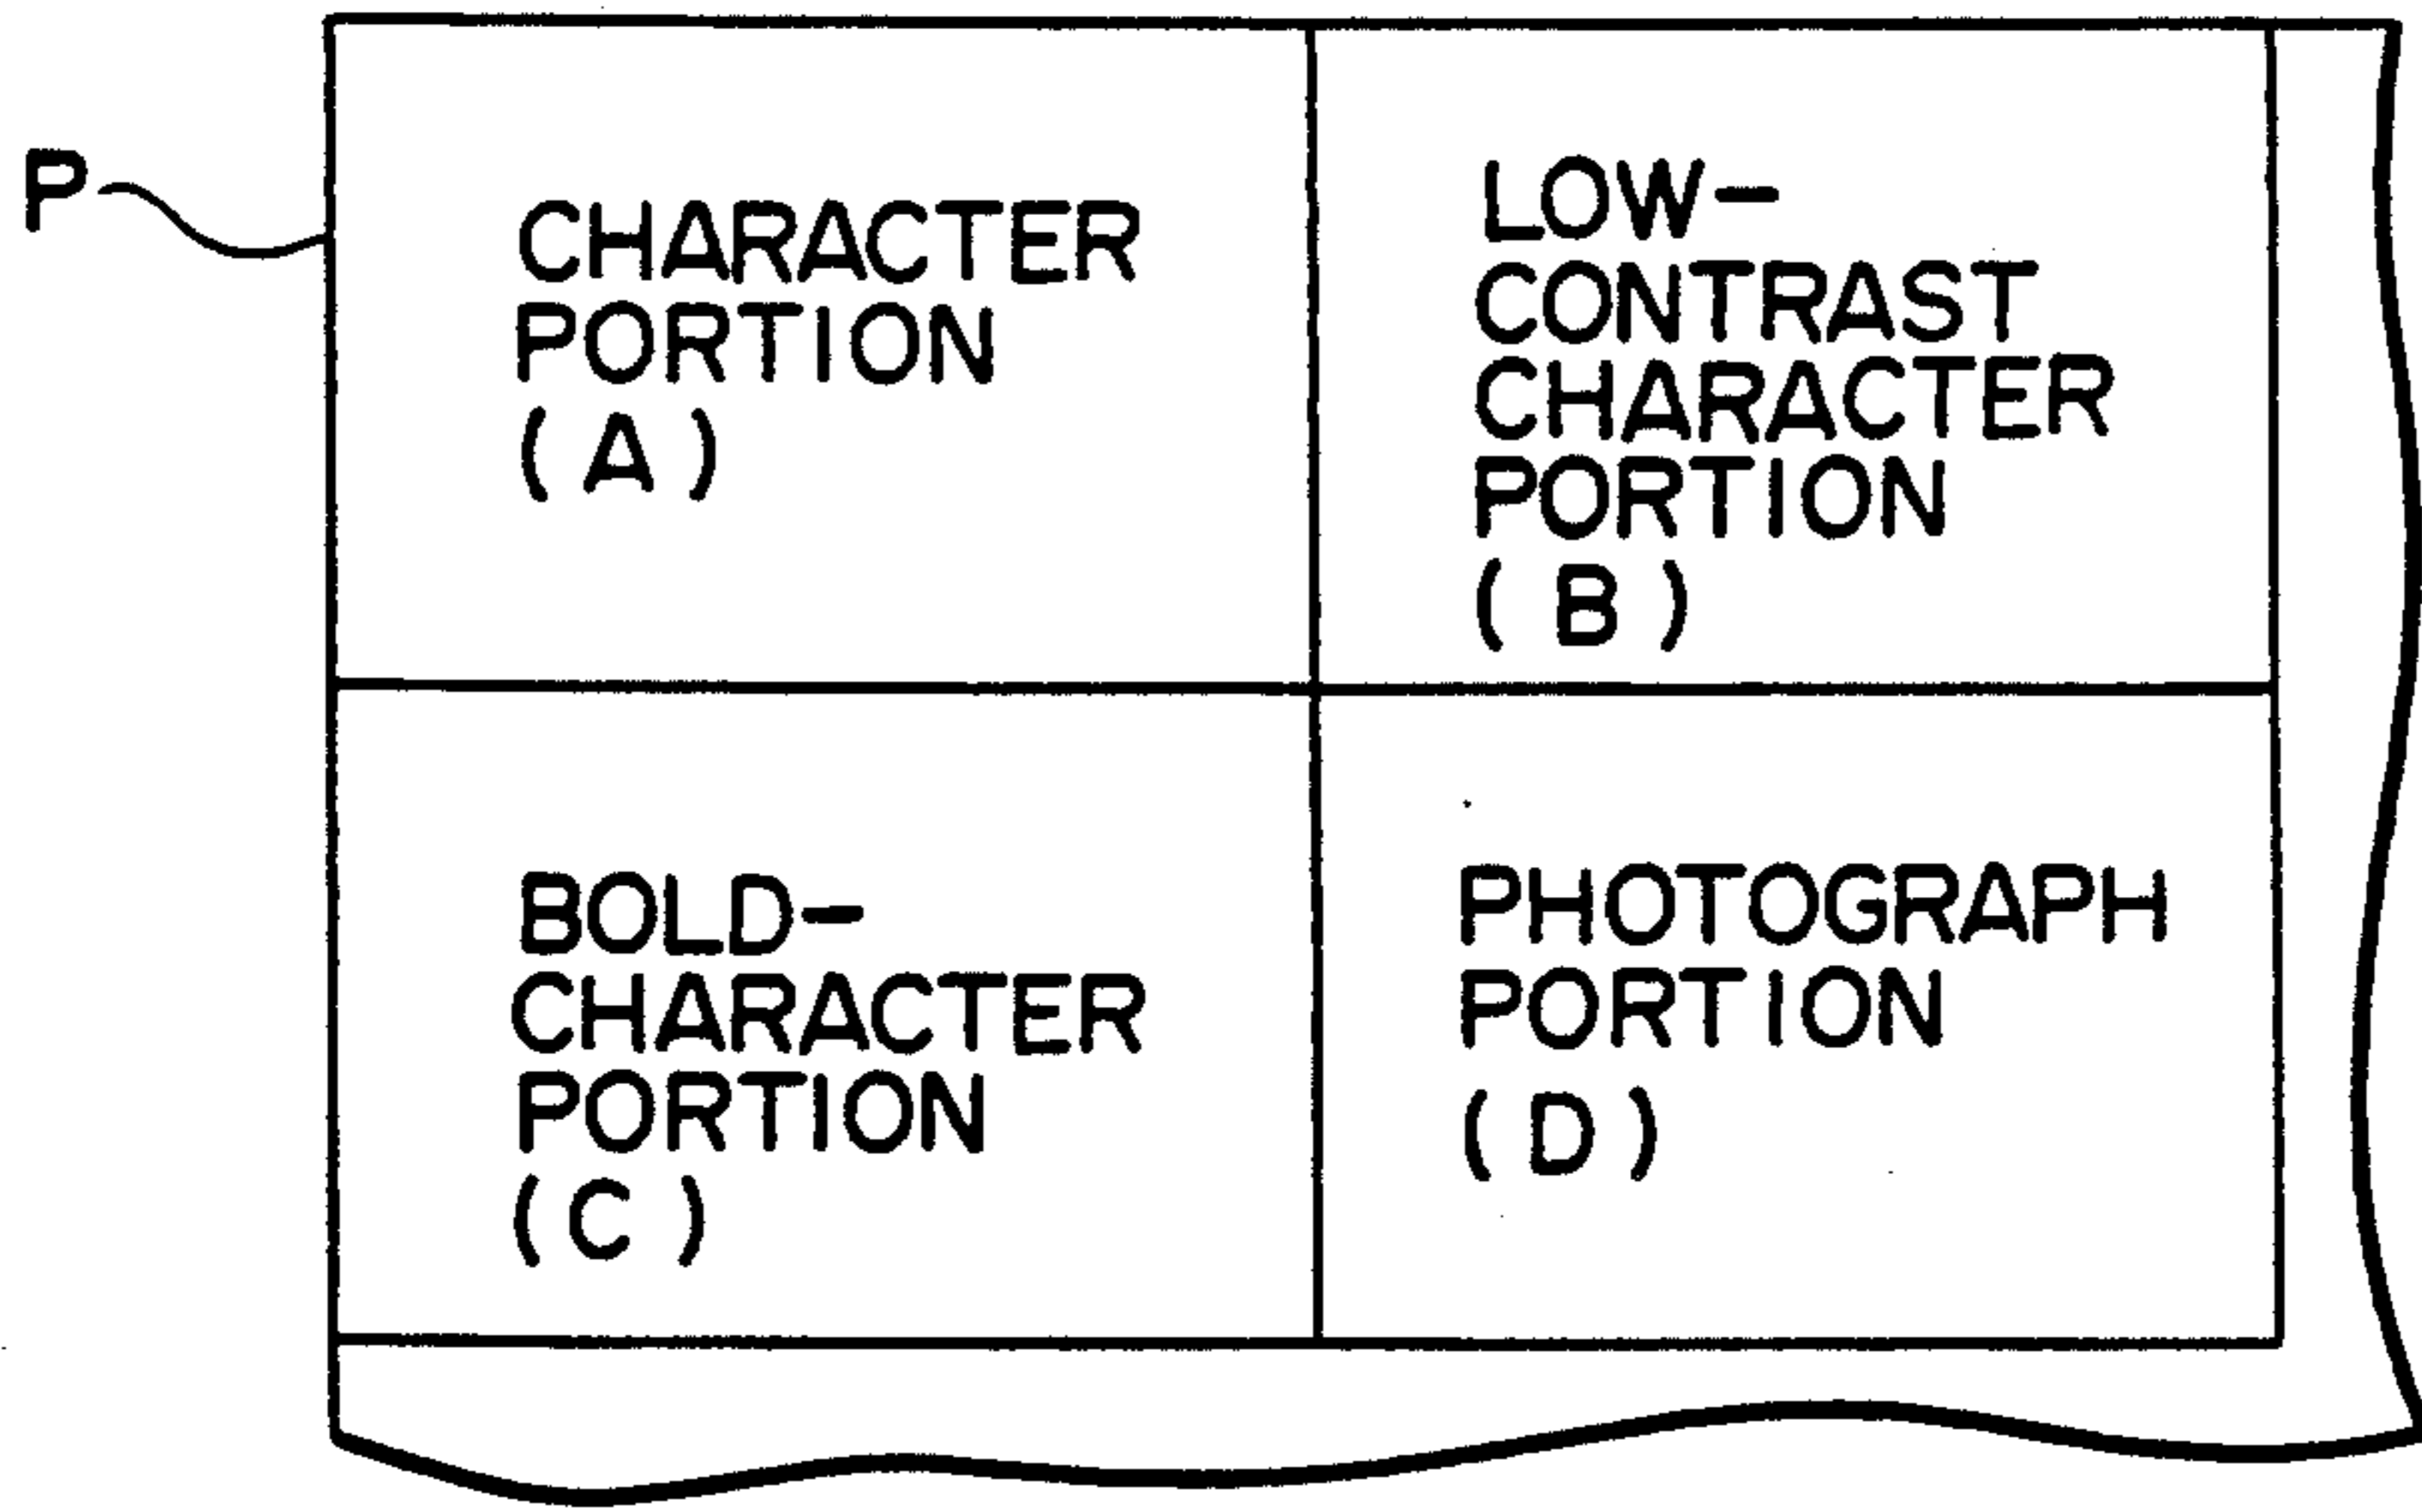 P
CHARACTER
PORTION
(A)
LOW-
CONTRAST
CHARACTER
PORTION
(B)
BOLD-
CHARACTER
PORTION
(C)
PHOTOGRAPH
PORTION
(D)